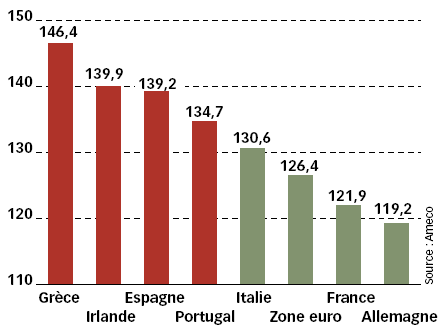 150
146,4
139,9
139,2
140
134,7
130,6
130
126,4
121,9
119,2
120
110
Source : Ameco
Grèce
Espagne
Italie
France
Irlande
Portugal
Zone euro
Allemagne